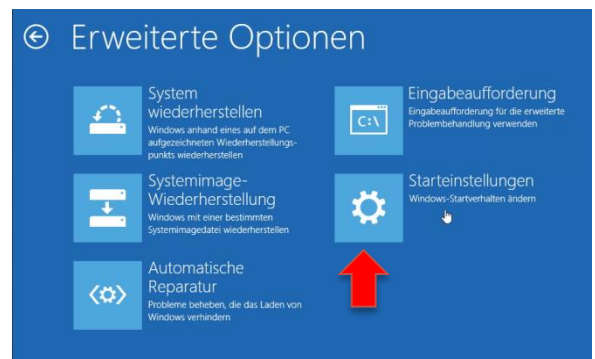 Erweiterte Optionen
System
wiederherstellen
Windows anhand eines auf dem PC
aufgezeichneten Wiederherstellungs-
punkts wiederherstellen
Systemimage-
Wiederherstellung
Windows mit einer bestimmten
Systemimagedatei wiederherstellen
Automatische
Reparatur
Probleme beheben, die das Laden von
Windows verhindern
C:\
Eingabeaufforderung
Eingabeaufforderung für die erweiterte
Problembehandlung verwenden
Starteinstellungen
Windows-Startverhalten ändern